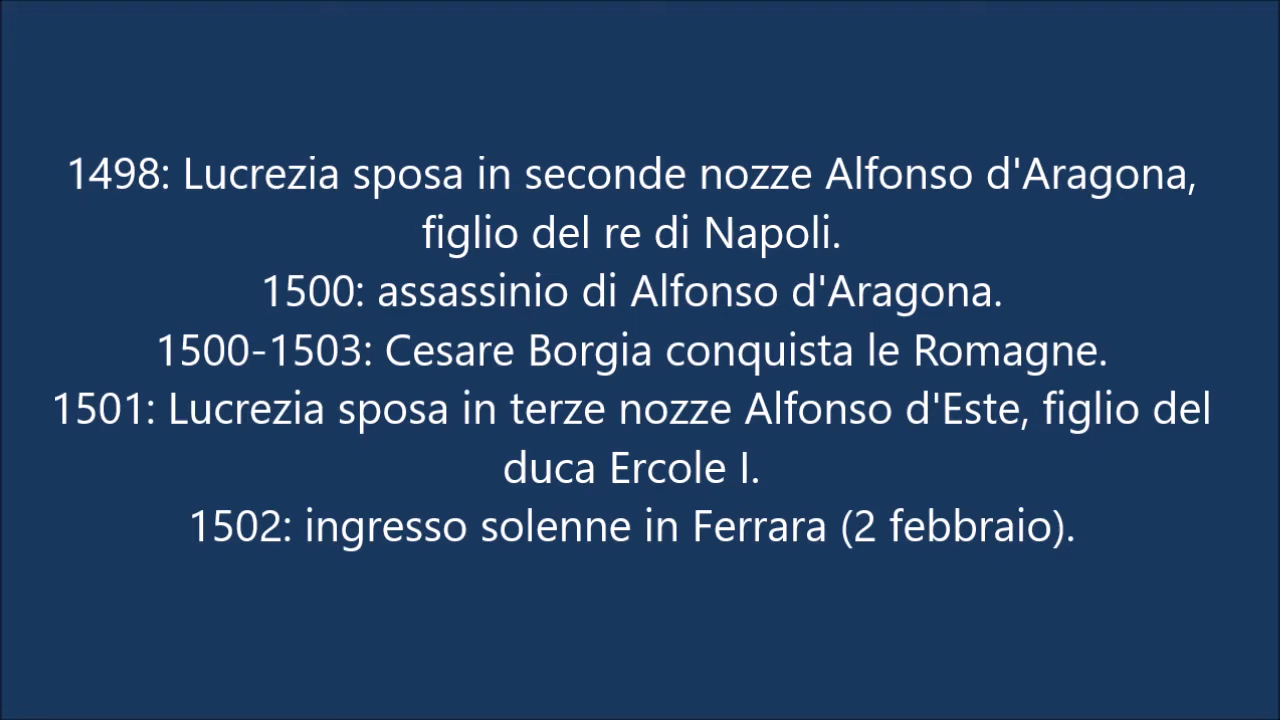 1498: Lucrezia sposa in seconde nozze Alfonso d'Aragona,
figlio del re di Napoli.
1500: assassinio di Alfonso d'Aragona.
1500-1503: Cesare Borgia conquista le Romagne.
1501: Lucrezia sposa in terze nozze Alfonso d'Este, figlio del
duca Ercole I.
1502: ingresso solenne in Ferrara (2 febbraio).